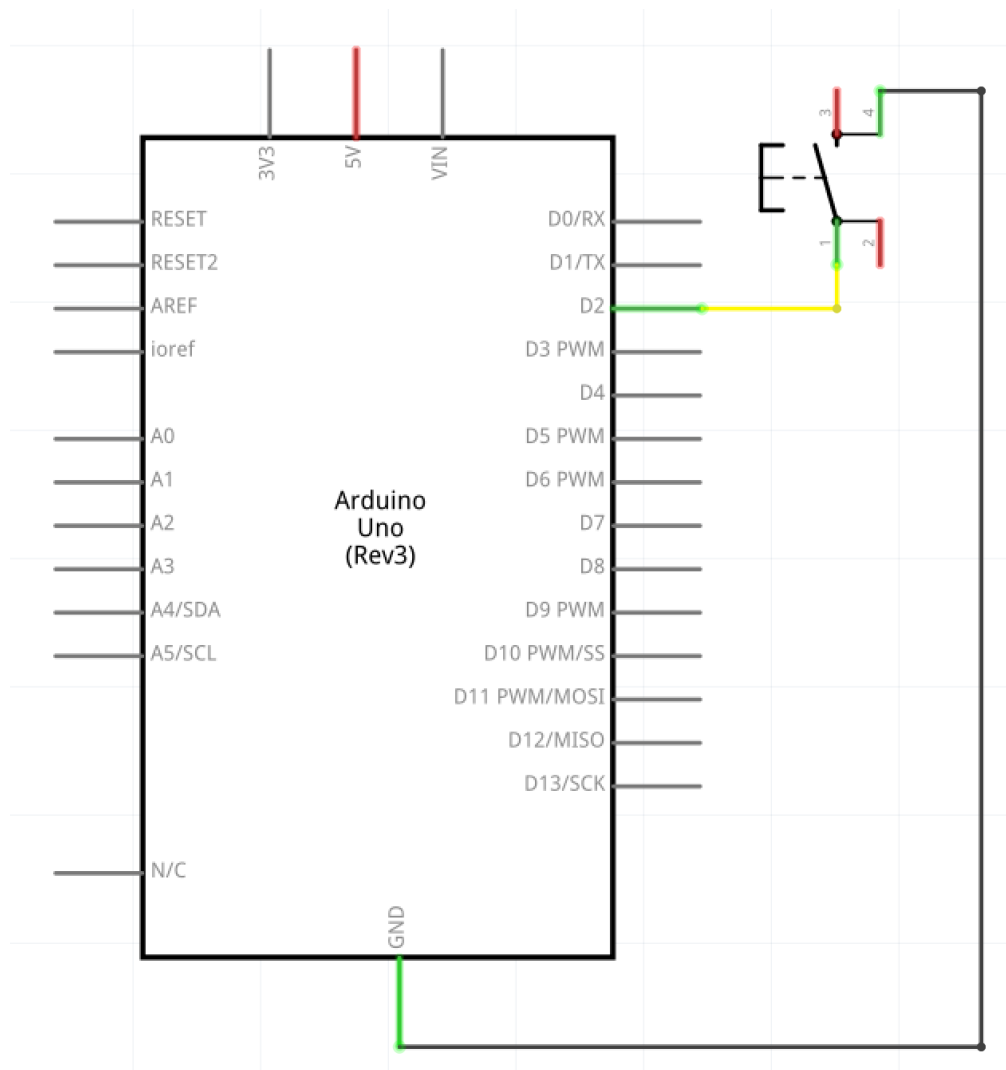 3V3
5V
VIN
3
4
1
2
RESET
RESET2
AREF
ioref
A0
A1
A2
A3
A4/SDA
A5/SCL
N/C
Arduino
Uno
(Rev3)
D0/RX
D1/TX
D2
D3 PWM
D4
D5 PWM
D6 PWM
D7
D8
D9 PWM
D10 PWM/SS
D11 PWM/MOSI
D12/MISO
D13/SCK
GND